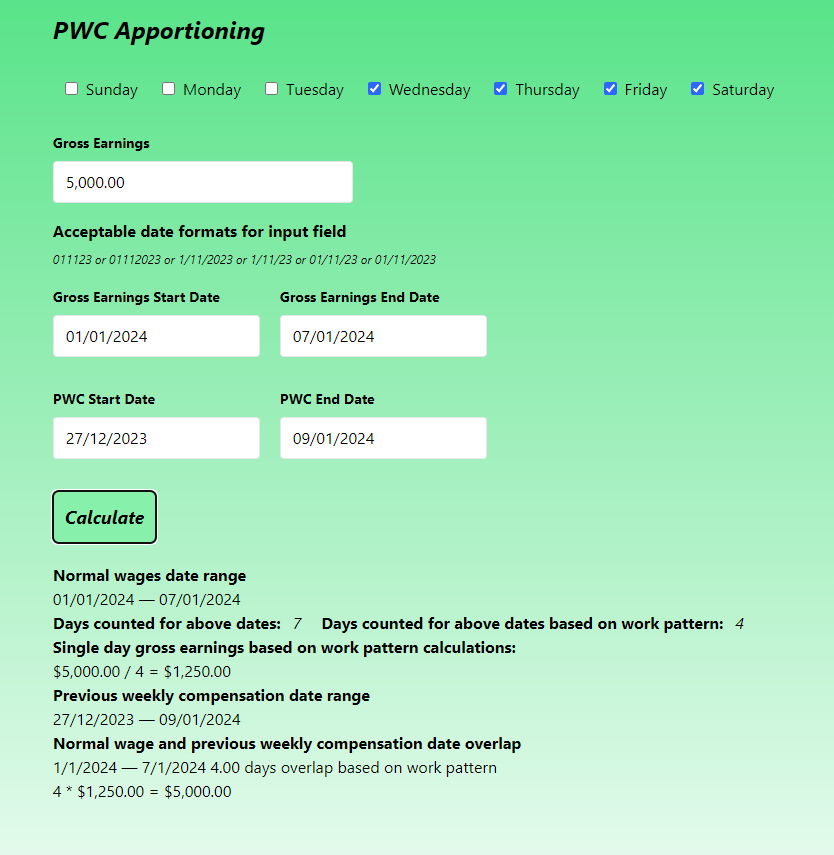 PWC Apportioning
Sunday Monday Tuesday Wednesday Thursday Friday Saturday
Gross Earnings
5,000.00
Acceptable date formats for input field
011123 or 01112023 or 1/11/2023 or 1/11/23 or 01/11/23 or 01/11/2023
Gross Earnings Start Date Gross Earnings End Date
01/01/2024 07/01/2024
PWC Start Date PWC End Date
27/12/2023 09/01/2024
Calculate
Normal wages date range
01/01/2024 — 07/01/2024
Days counted for above dates: 7 Days counted for above dates based on work pattern: 4
Single day gross earnings based on work pattern calculations:
$5,000.00 / 4 = $1,250.00
Previous weekly compensation date range
27/12/2023 — 09/01/2024
Normal wage and previous weekly compensation date overlap
1/1/2024 — 7/1/2024 4.00 days overlap based on work pattern
4 * $1,250.00 = $5,000.00